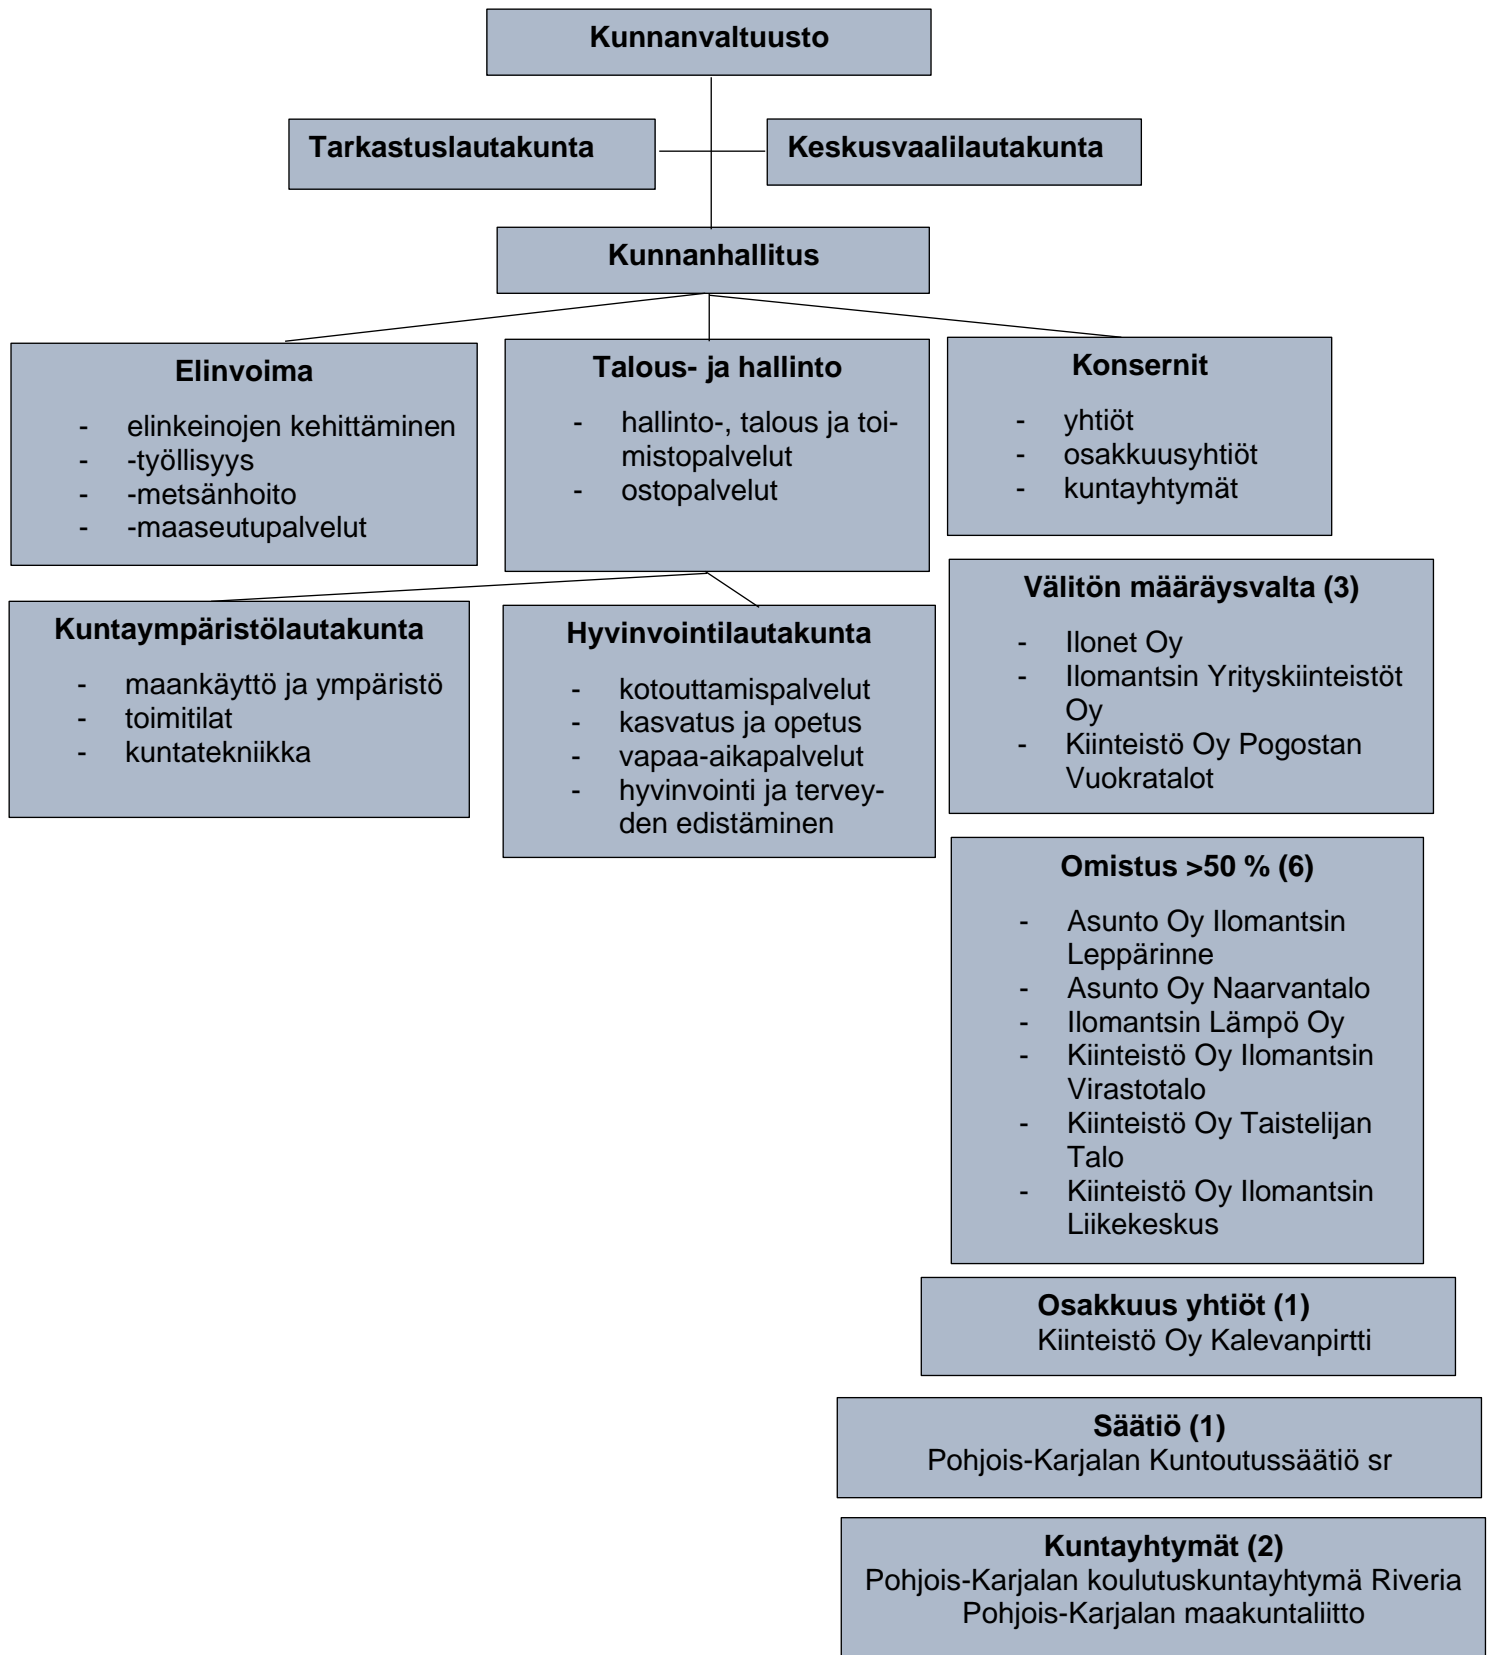 Kunnanvaltuusto
Tarkastuslautakunta
Keskusvaalilautakunta
Kunnanhallitus
Elinvoima
- elinkeinojen kehittäminen
- -työllisyys
- -metsänhoito
- -maaseutupalvelut
Talous- ja hallinto
- hallinto-, talous ja toi-
mistopalvelut
- ostopalvelut
Konsernit
- yhtiöt
- osakkuusyhtiöt
- kuntayhtymät
Kuntaympäristölautakunta
- maankäyttö ja ympäristö
- toimitilat
- kuntatekniikka
Hyvinvointilautakunta
- kotouttamispalvelut
- kasvatus ja opetus
- vapaa-aikapalvelut
- hyvinvointi ja tervey-
den edistäminen
Välitön määräysvalta (3)
- Ilonet Oy
- Ilomantsin Yrityskiinteistöt
Oy
- Kiinteistö Oy Pogostan
Vuokratalot
Omistus >50 % (6)
- Asunto Oy Ilomantsin
Leppärinne
- Asunto Oy Naarvantalo
- Ilomantsin Lämpö Oy
- Kiinteistö Oy Ilomantsin
Virastotalo
- Kiinteistö Oy Taistelijan
Talo
- Kiinteistö Oy Ilomantsin
Liikekeskus
Osakkuus yhtiöt (1)
Kiinteistö Oy Kalevanpirtti
Säätiö (1)
Pohjois-Karjalan Kuntoutussäätiö sr
Kuntayhtymät (2)
Pohjois-Karjalan koulutuskuntayhtymä Riveria
Pohjois-Karjalan maakuntaliitto